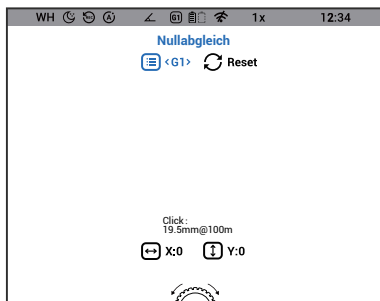 WH G1 1x 12:34
Nullabgleich
<G1> Reset
Click :
19.5mm@100m
X:0 Y:0